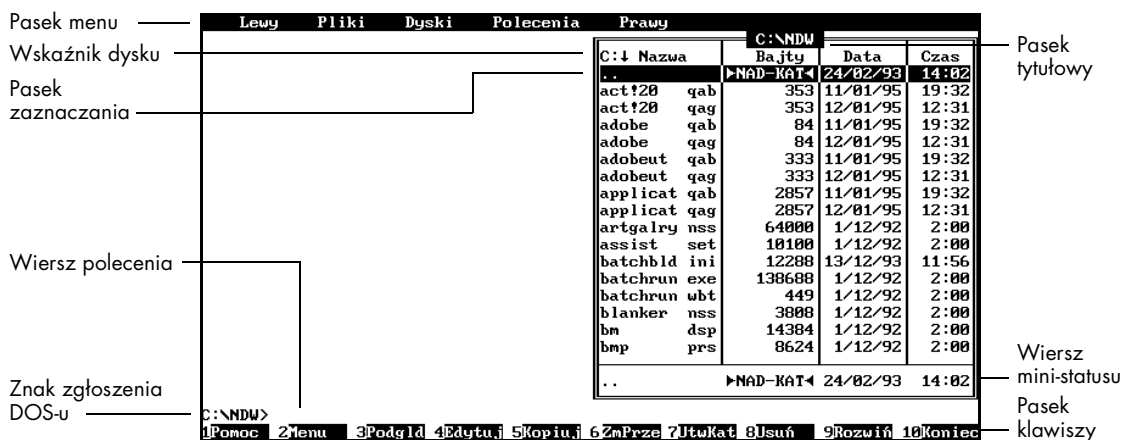 Pasek menu
Lewy Pliki Dyski Polecenia Prawy
Wskaźnik dysku
C:\NDW
Pasek
tytułowy
C:↓ Nazwa Bajty Data Czas
.. ►NAD-KAT◄ 24/02/93 14:02
Pasek
zaznaczania
act!20 qab 353 11/01/95 19:32
act!20 qag 353 12/01/95 12:31
adobe qab 84 11/01/95 19:32
adobe qag 84 12/01/95 12:31
adobeut qab 333 11/01/95 19:32
adobeut qag 333 12/01/95 12:31
applicat qab 2857 11/01/95 19:32
applicat qag 2857 12/01/95 12:31
artgalry nss 64000 1/12/92 2:00
assist set 10100 1/12/92 2:00
Wiersz polecenia
batchbld ini 12288 13/12/93 11:56
batchrun exe 138688 1/12/92 2:00
batchrun wbt 449 1/12/92 2:00
blanker nss 3808 1/12/92 2:00
bm dsp 14384 1/12/92 2:00
bmp prs 8624 1/12/92 2:00
.. ►NAD-KAT◄ 24/02/93 14:02
Wiersz
mini-statusu
Znak zgłoszenia
DOS-u
C:\NDW>
Pasek
klawiszy
1Pomoc 2Menu 3Podgld 4Edytuj 5Kopiuj 6ZmPrze 7UtwKat 8Usuń 9Rozwiń 10Koniec